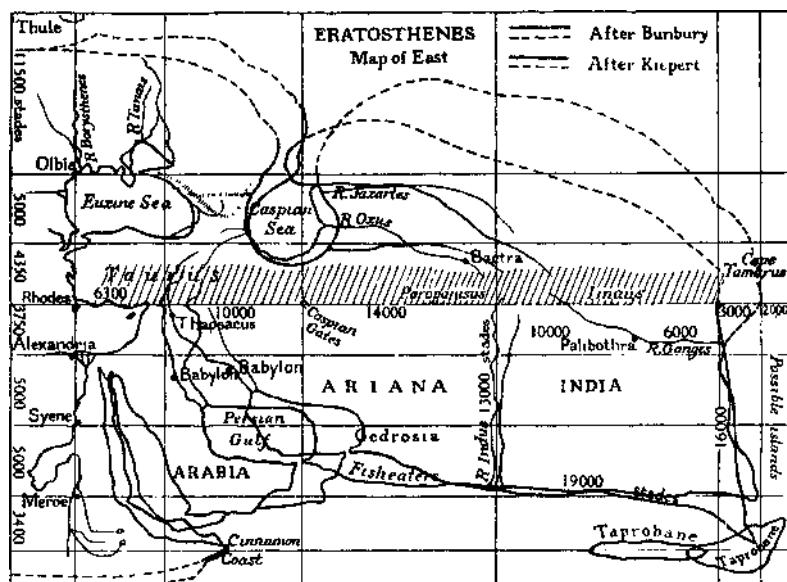 Thule
ERATOSTHENES
Map of East
After Bunbury
After Kiepert
11500 stades
R. Borysthenes
R. Tanais
Olbia
Euxine Sea
5000
Caspian
Sea
R. Jaxartes
R. Oxus
Bactra
4350
Taurus
Paropanisus
Imaus
Cape
Tamarus
Rhodes
6300
10000
14000
3000
2000
3750
Thapsacus
Caspian
Gates
10000
6000
Alexandria
Palibothra
R. Ganges
Babylon
Babylon
ARIANA
INDIA
5000
13000 stades
R Indus
16000
Possible islands
Syene
Persian
Gulf
Gedrosia
5000
ARABIA
Fisheaters
19000
stades
Meroe
3400
Cinnamon
Coast
Taprobane
Taprobane